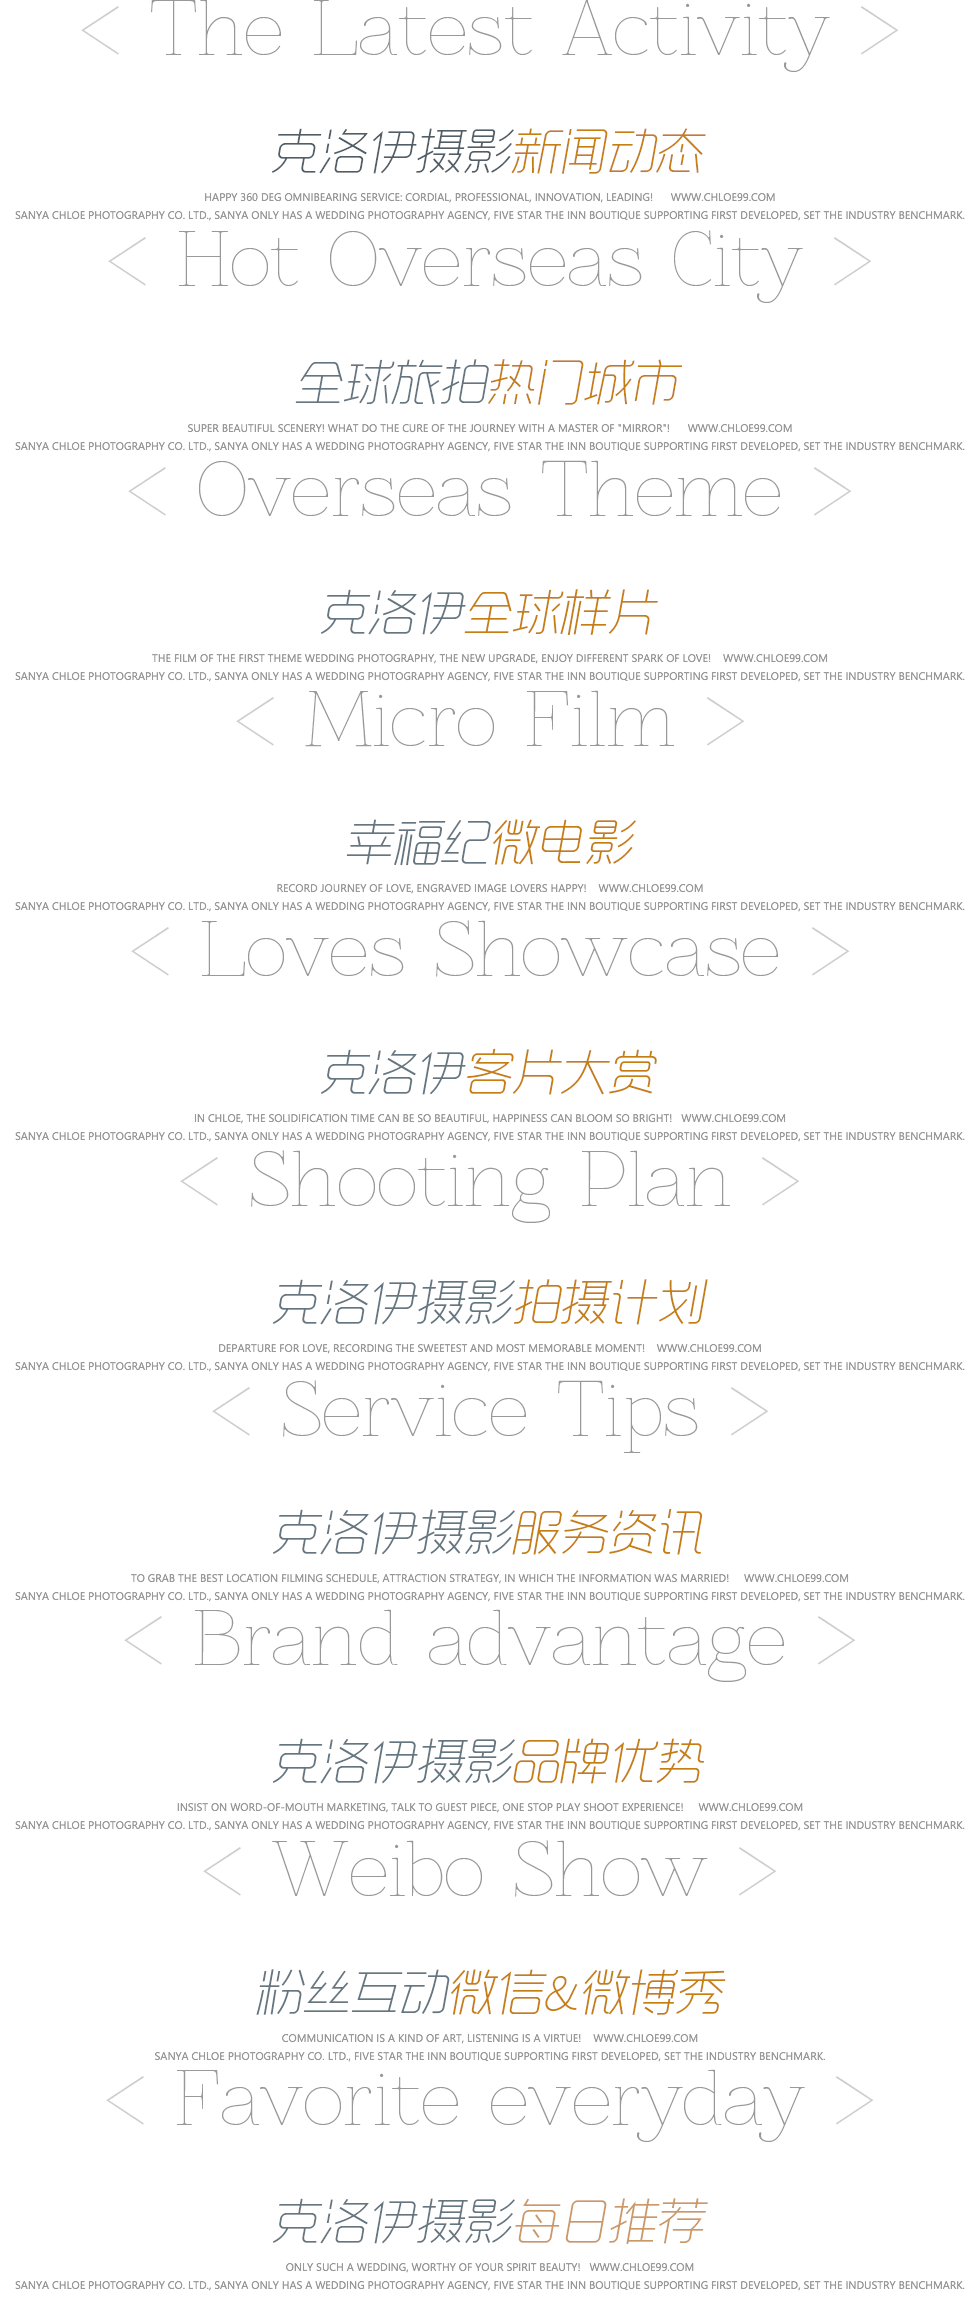 < The Latest Activity >
克洛伊摄影新闻动态
HAPPY 360 DEG OMNIBEARING SERVICE: CORDIAL, PROFESSIONAL, INNOVATION, LEADING! WWW.CHLOE99.COM
SANYA CHLOE PHOTOGRAPHY CO. LTD., SANYA ONLY HAS A WEDDING PHOTOGRAPHY AGENCY, FIVE STAR THE INN BOUTIQUE SUPPORTING FIRST DEVELOPED, SET THE INDUSTRY BENCHMARK.
< Hot Overseas City >
全球旅拍热门城市
SUPER BEAUTIFUL SCENERY! WHAT DO THE CURE OF THE JOURNEY WITH A MASTER OF "MIRROR"! WWW.CHLOE99.COM
SANYA CHLOE PHOTOGRAPHY CO. LTD., SANYA ONLY HAS A WEDDING PHOTOGRAPHY AGENCY, FIVE STAR THE INN BOUTIQUE SUPPORTING FIRST DEVELOPED, SET THE INDUSTRY BENCHMARK.
< Overseas Theme >
克洛伊全球样片
THE FILM OF THE FIRST THEME WEDDING PHOTOGRAPHY, THE NEW UPGRADE, ENJOY DIFFERENT SPARK OF LOVE! WWW.CHLOE99.COM
SANYA CHLOE PHOTOGRAPHY CO. LTD., SANYA ONLY HAS A WEDDING PHOTOGRAPHY AGENCY, FIVE STAR THE INN BOUTIQUE SUPPORTING FIRST DEVELOPED, SET THE INDUSTRY BENCHMARK.
< Micro Film >
幸福纪微电影
RECORD JOURNEY OF LOVE, ENGRAVED IMAGE LOVERS HAPPY! WWW.CHLOE99.COM
SANYA CHLOE PHOTOGRAPHY CO. LTD., SANYA ONLY HAS A WEDDING PHOTOGRAPHY AGENCY, FIVE STAR THE INN BOUTIQUE SUPPORTING FIRST DEVELOPED, SET THE INDUSTRY BENCHMARK.
< Loves Showcase >
克洛伊客片大赏
IN CHLOE, THE SOLIDIFICATION TIME CAN BE SO BEAUTIFUL, HAPPINESS CAN BLOOM SO BRIGHT! WWW.CHLOE99.COM
SANYA CHLOE PHOTOGRAPHY CO. LTD., SANYA ONLY HAS A WEDDING PHOTOGRAPHY AGENCY, FIVE STAR THE INN BOUTIQUE SUPPORTING FIRST DEVELOPED, SET THE INDUSTRY BENCHMARK.
< Shooting Plan >
克洛伊摄影拍摄计划
DEPARTURE FOR LOVE, RECORDING THE SWEETEST AND MOST MEMORABLE MOMENT! WWW.CHLOE99.COM
SANYA CHLOE PHOTOGRAPHY CO. LTD., SANYA ONLY HAS A WEDDING PHOTOGRAPHY AGENCY, FIVE STAR THE INN BOUTIQUE SUPPORTING FIRST DEVELOPED, SET THE INDUSTRY BENCHMARK.
< Service Tips >
克洛伊摄影服务资讯
TO GRAB THE BEST LOCATION FILMING SCHEDULE, ATTRACTION STRATEGY, IN WHICH THE INFORMATION WAS MARRIED! WWW.CHLOE99.COM
SANYA CHLOE PHOTOGRAPHY CO. LTD., SANYA ONLY HAS A WEDDING PHOTOGRAPHY AGENCY, FIVE STAR THE INN BOUTIQUE SUPPORTING FIRST DEVELOPED, SET THE INDUSTRY BENCHMARK.
< Brand advantage >
克洛伊摄影品牌优势
INSIST ON WORD-OF-MOUTH MARKETING, TALK TO GUEST PIECE, ONE STOP PLAY SHOOT EXPERIENCE! WWW.CHLOE99.COM
SANYA CHLOE PHOTOGRAPHY CO. LTD., SANYA ONLY HAS A WEDDING PHOTOGRAPHY AGENCY, FIVE STAR THE INN BOUTIQUE SUPPORTING FIRST DEVELOPED, SET THE INDUSTRY BENCHMARK.
< Weibo Show >
粉丝互动微信&微博秀
COMMUNICATION IS A KIND OF ART, LISTENING IS A VIRTUE! WWW.CHLOE99.COM
SANYA CHLOE PHOTOGRAPHY CO. LTD., FIVE STAR THE INN BOUTIQUE SUPPORTING FIRST DEVELOPED, SET THE INDUSTRY BENCHMARK.
< Favorite everyday >
克洛伊摄影每日推荐
ONLY SUCH A WEDDING, WORTHY OF YOUR SPIRIT BEAUTY! WWW.CHLOE99.COM
SANYA CHLOE PHOTOGRAPHY CO. LTD., SANYA ONLY HAS A WEDDING PHOTOGRAPHY AGENCY, FIVE STAR THE INN BOUTIQUE SUPPORTING FIRST DEVELOPED, SET THE INDUSTRY BENCHMARK.